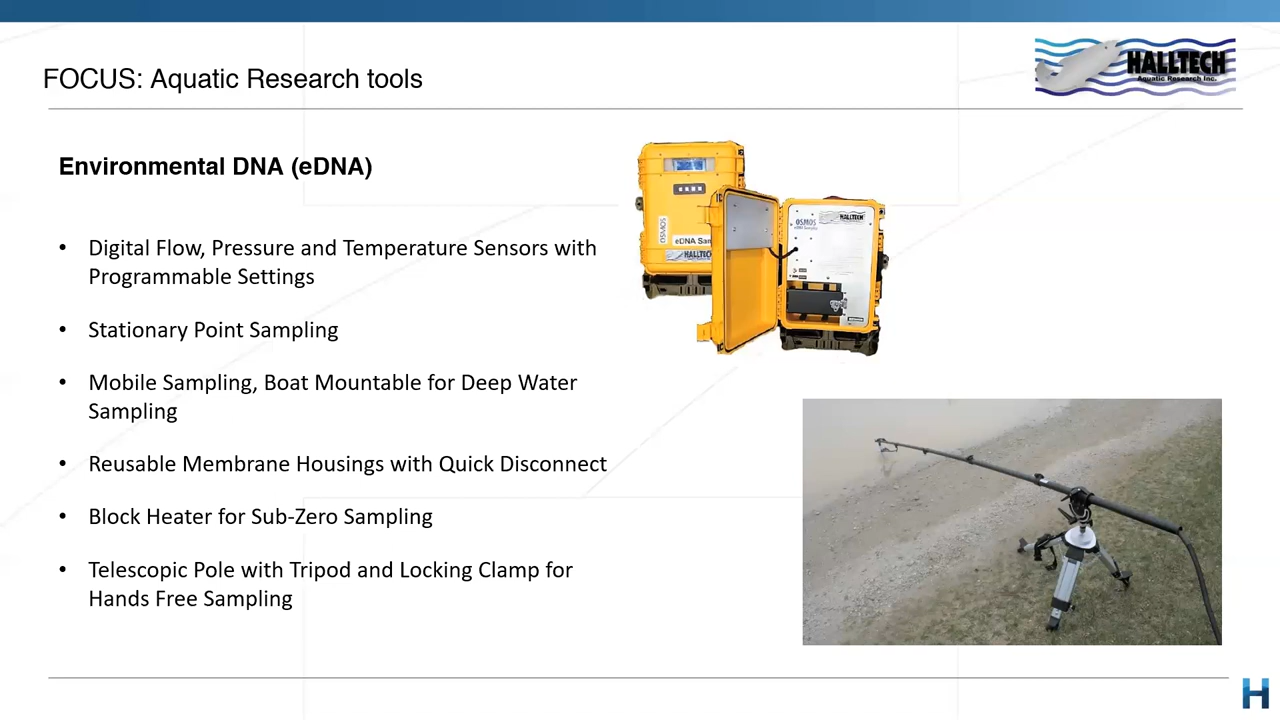 FOCUS: Aquatic Research tools
HALLTECH
Aquatic Research Inc.
Environmental DNA (eDNA)
• Digital Flow, Pressure and Temperature Sensors with
Programmable Settings
• Stationary Point Sampling
• Mobile Sampling, Boat Mountable for Deep Water
Sampling
• Reusable Membrane Housings with Quick Disconnect
• Block Heater for Sub-Zero Sampling
• Telescopic Pole with Tripod and Locking Clamp for
Hands Free Sampling
OSMOS
eDNA Sam
HALLTECH
OSMOS
eDNA Sampler
HALLTECH
H